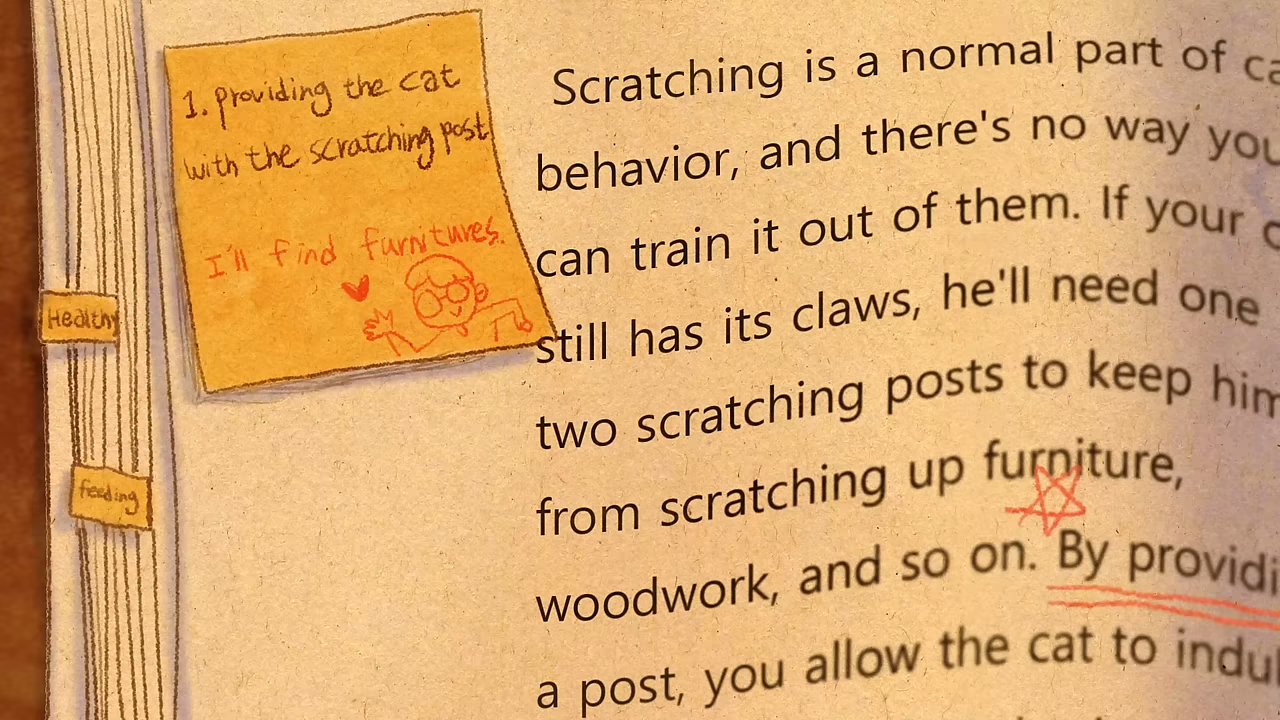 1. Providing the cat
with the scratching post
I'll find furnitures.
Healthy
feeding
Scratching is a normal part of ca
behavior, and there's no way you
can train it out of them. If your c
still has its claws, he'll need one
two scratching posts to keep him
from scratching up furniture,
woodwork, and so on. By providi
a post, you allow the cat to indul